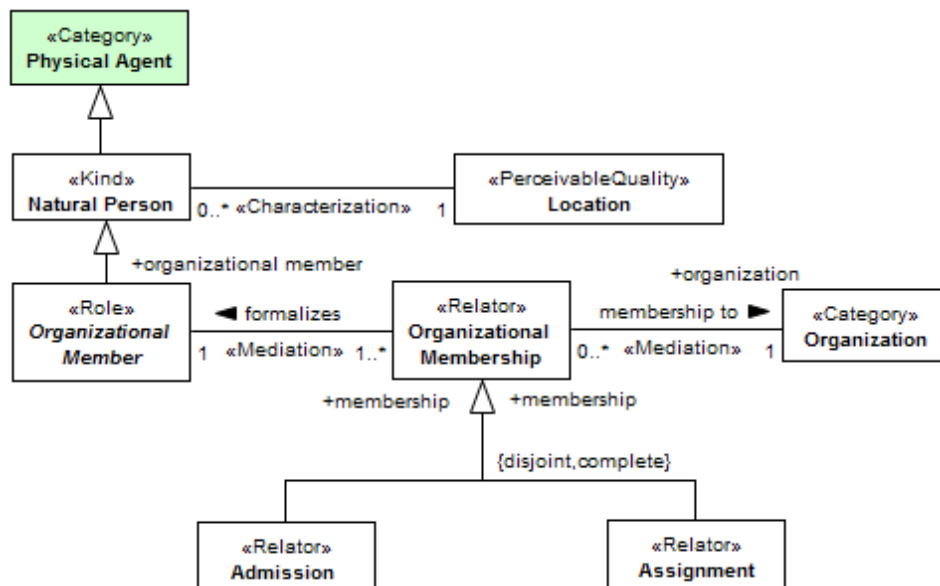 «Category»
Physical Agent
«Kind»
Natural Person
0..* «Characterization» 1
«PerceivableQuality»
Location
+organizational member
+organization
«Role»
Organizational
Member
◄ formalizes
1 «Mediation» 1..*
«Relator»
Organizational
Membership
membership to ►
0..* «Mediation» 1
«Category»
Organization
+membership +membership
{disjoint,complete}
«Relator»
Admission
«Relator»
Assignment